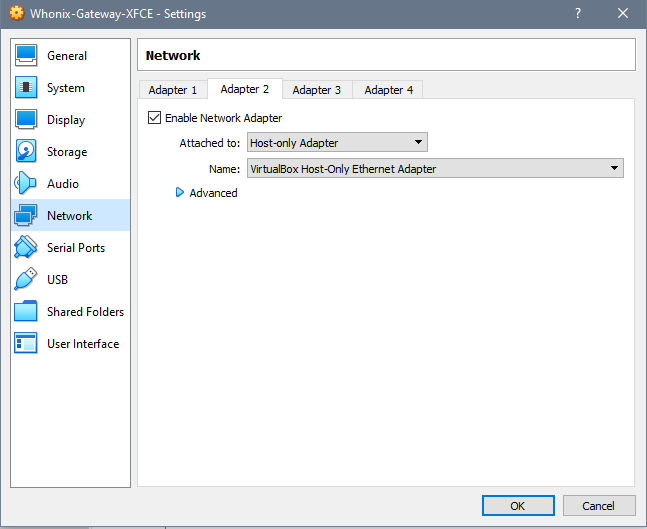 Whonix-Gateway-XFCE - Settings
?
General
System
Display
Storage
Audio
Network
Serial Ports
USB
Shared Folders
User Interface
Network
Adapter 1 Adapter 2 Adapter 3 Adapter 4
Enable Network Adapter
Attached to: Host-only Adapter
Name: VirtualBox Host-Only Ethernet Adapter
Advanced
OK Cancel